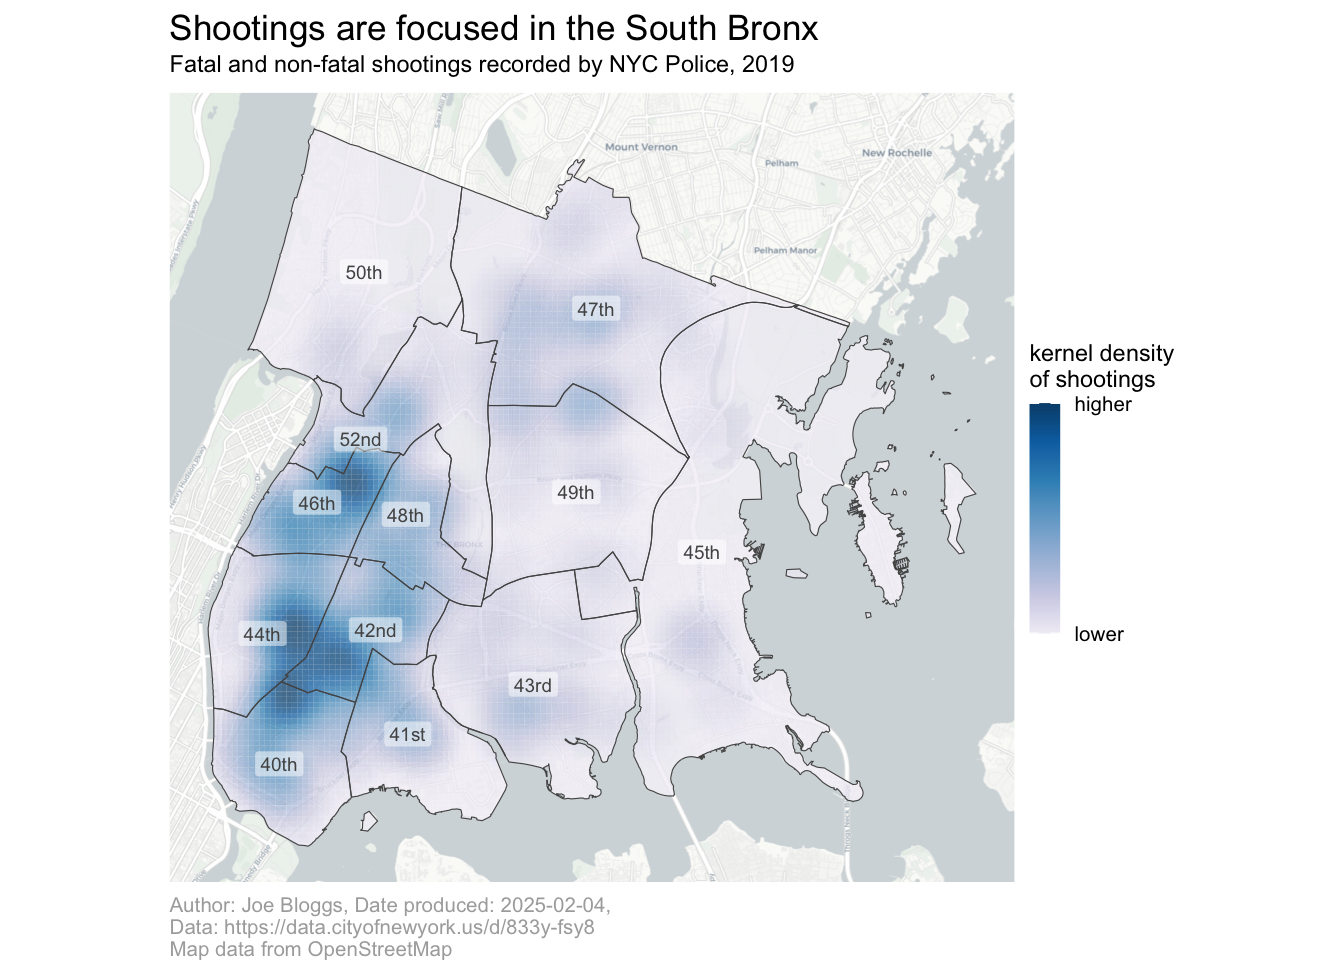 Shootings are focused in the South Bronx
Fatal and non-fatal shootings recorded by NYC Police, 2019
Mount Vernon
New Rochelle
Pelham
Pelham Manor
50th
47th
52nd
46th
48th
49th
45th
44th
42nd
43rd
41st
40th
THE BRONX
kernel density
of shootings
higher
lower
Author: Joe Bloggs, Date produced: 2025-02-04,
Data: https://data.cityofnewyork.us/d/833y-fsy8
Map data from OpenStreetMap